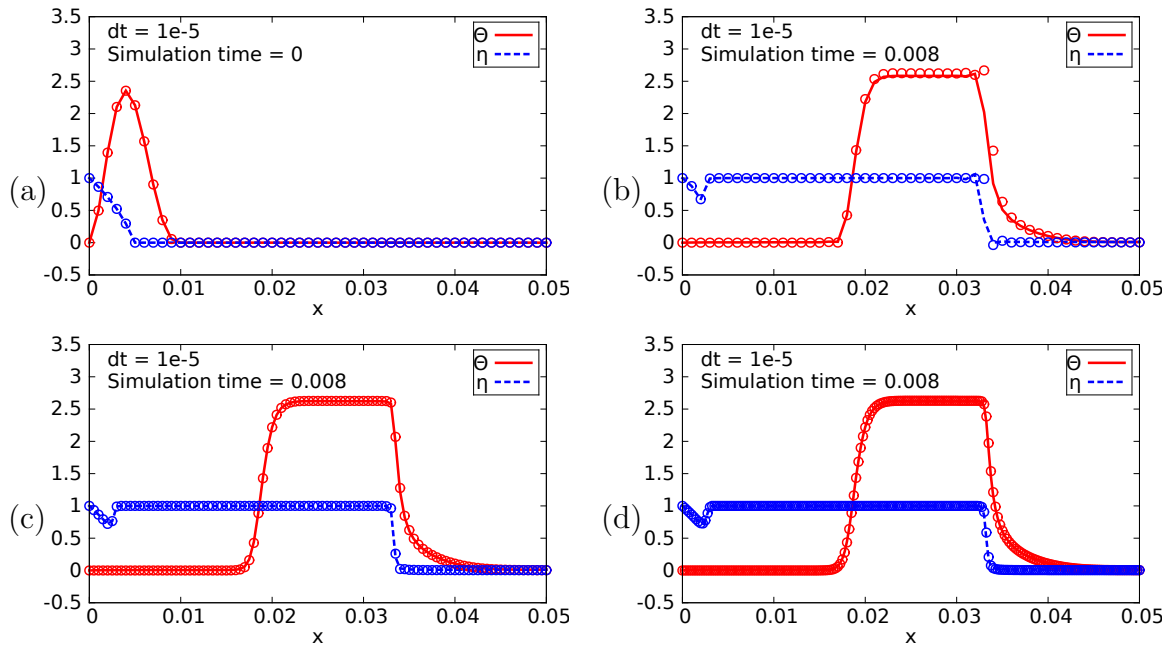 (a)
3.5
3
2.5
2
1.5
1
0.5
0
-0.5
dt = 1e-5
Simulation time = 0
Θ
η
0 0.01 0.02 0.03 0.04 0.05
x
(b)
3.5
3
2.5
2
1.5
1
0.5
0
-0.5
dt = 1e-5
Simulation time = 0.008
Θ
η
0 0.01 0.02 0.03 0.04 0.05
x
(c)
3.5
3
2.5
2
1.5
1
0.5
0
-0.5
dt = 1e-5
Simulation time = 0.008
Θ
η
0 0.01 0.02 0.03 0.04 0.05
x
(d)
3.5
3
2.5
2
1.5
1
0.5
0
-0.5
dt = 1e-5
Simulation time = 0.008
Θ
η
0 0.01 0.02 0.03 0.04 0.05
x